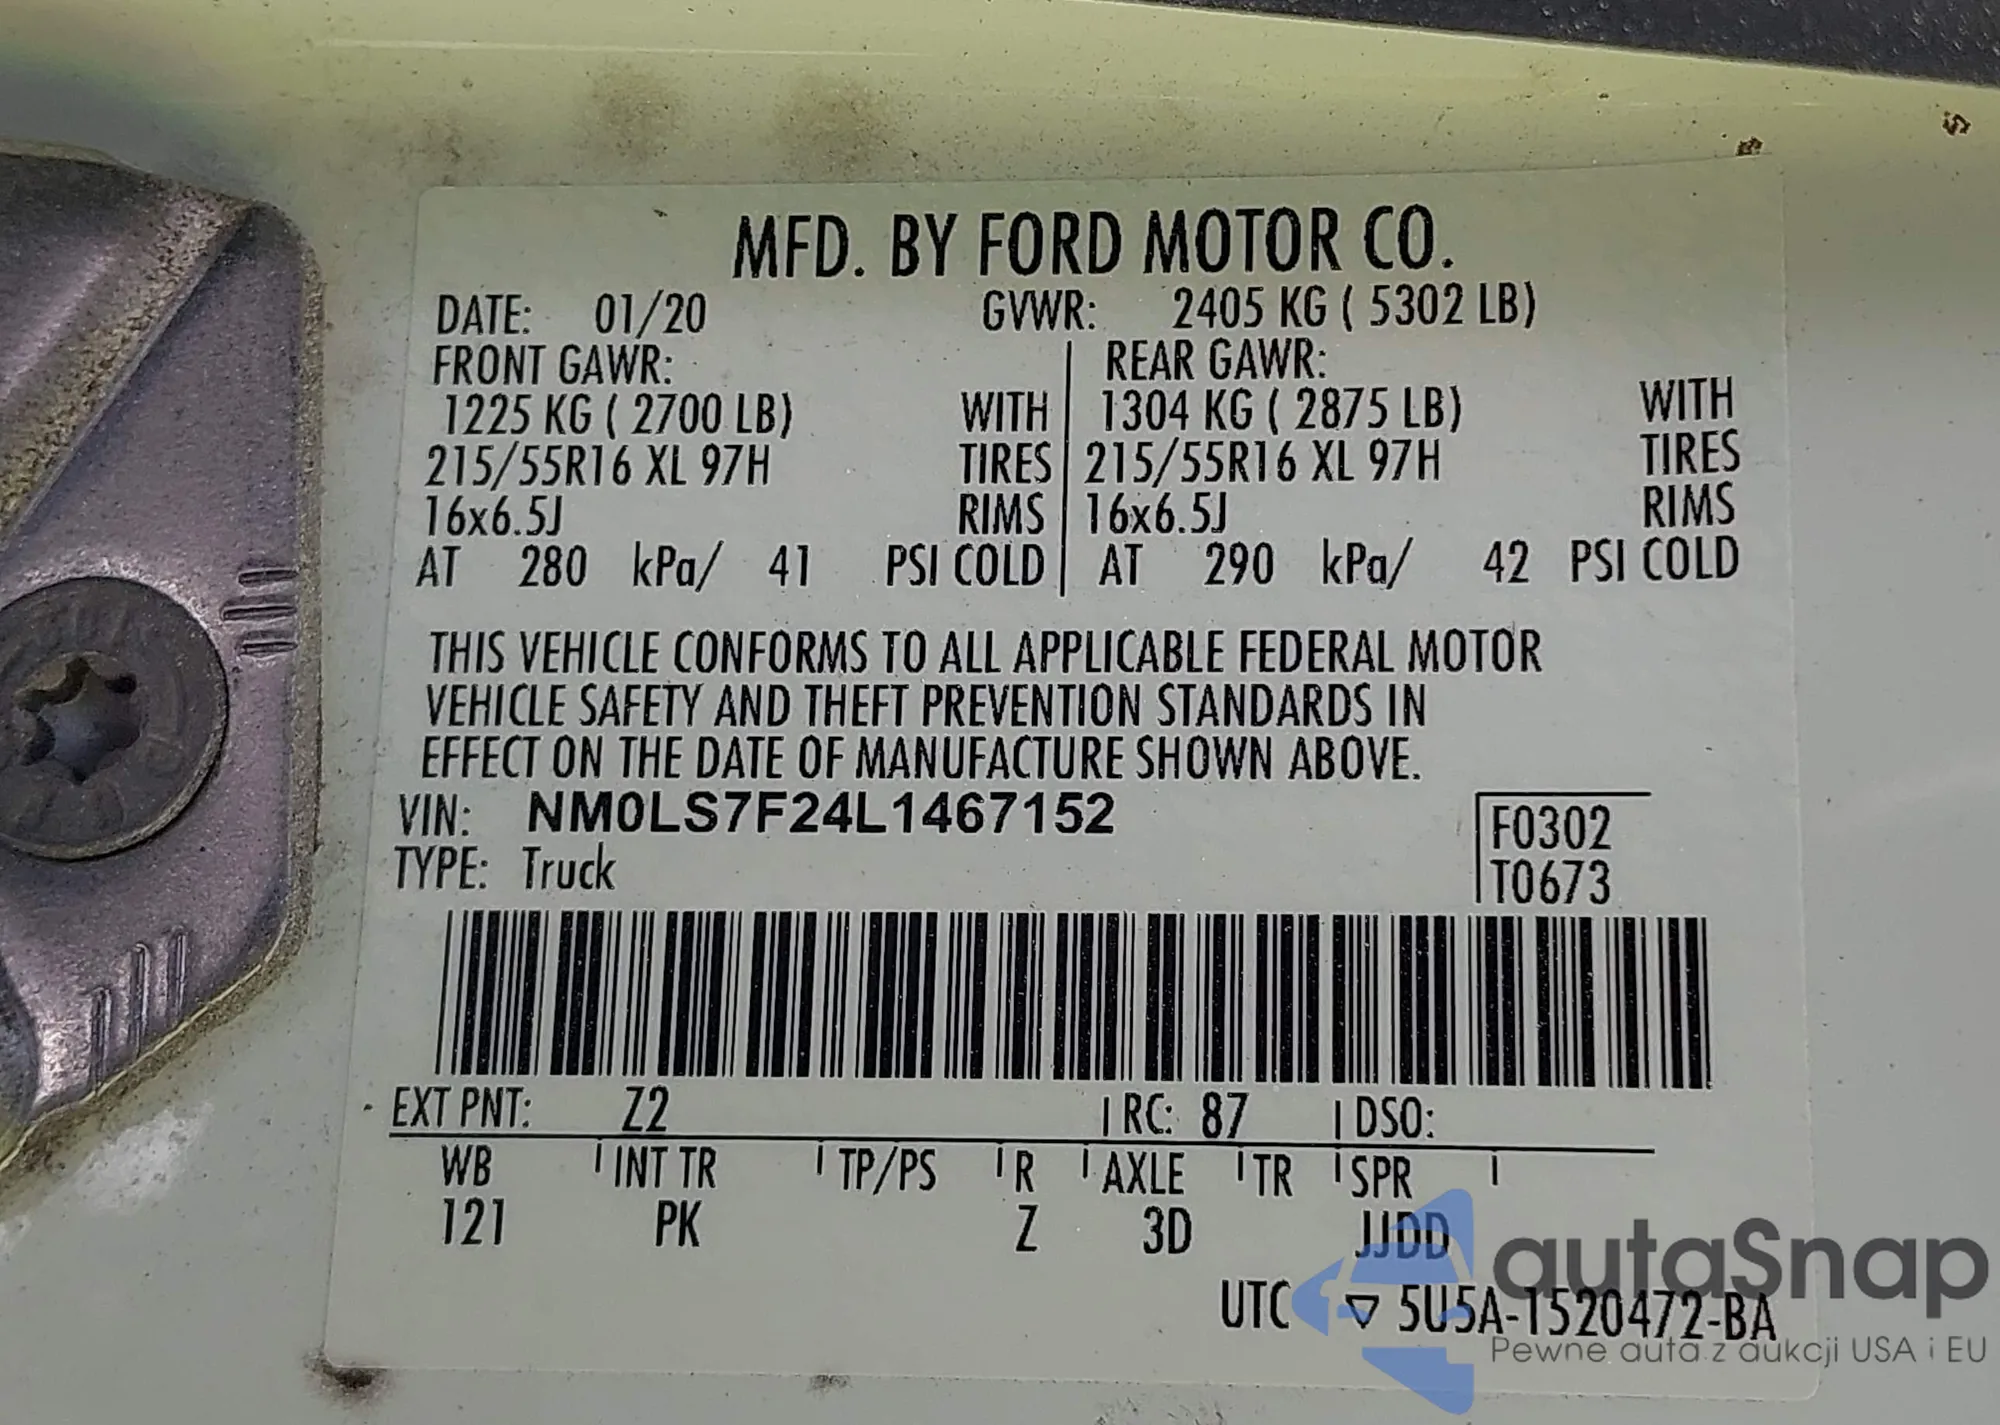 MFD. BY FORD MOTOR CO.
DATE: 01/20 GVWR: 2405 KG ( 5302 LB)
FRONT GAWR: REAR GAWR:
1225 KG ( 2700 LB) WITH 1304 KG ( 2875 LB) WITH
215/55R16 XL 97H TIRES 215/55R16 XL 97H TIRES
16x6.5J RIMS 16x6.5J RIMS
AT 280 kPa/ 41 PSI COLD AT 290 kPa/ 42 PSI COLD
THIS VEHICLE CONFORMS TO ALL APPLICABLE FEDERAL MOTOR
VEHICLE SAFETY AND THEFT PREVENTION STANDARDS IN
EFFECT ON THE DATE OF MANUFACTURE SHOWN ABOVE.
VIN: NM0LS7F24L1467152 F0302
TYPE: Truck T0673
EXT PNT: Z2 RC: 87 DSO:
WB INT TR TP/PS R AXLE TR SPR
121 PK Z 3D JJDD
UTC ▽ 5U5A-1520472-BA
autaSnap
Pewne auta z aukcji USA i EU